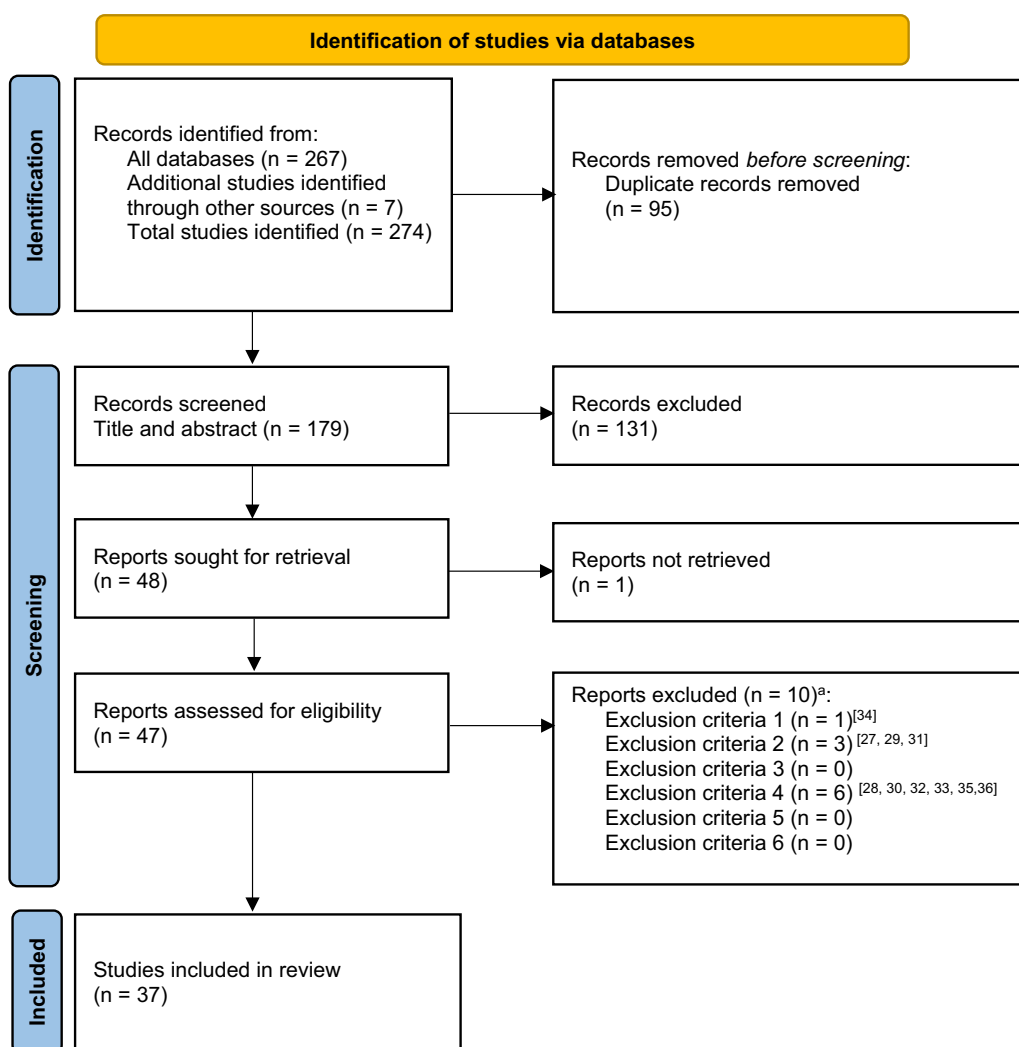 Identification of studies via databases
Identification
Records identified from:
All databases (n = 267)
Additional studies identified
through other sources (n = 7)
Total studies identified (n = 274)
Records removed before screening:
Duplicate records removed
(n = 95)
Screening
Records screened
Title and abstract (n = 179)
Records excluded
(n = 131)
Reports sought for retrieval
(n = 48)
Reports not retrieved
(n = 1)
Reports assessed for eligibility
(n = 47)
Reports excluded (n = 10)ᵃ:
Exclusion criteria 1 (n = 1)[34]
Exclusion criteria 2 (n = 3) [27, 29, 31]
Exclusion criteria 3 (n = 0)
Exclusion criteria 4 (n = 6) [28, 30, 32, 33, 35,36]
Exclusion criteria 5 (n = 0)
Exclusion criteria 6 (n = 0)
Included
Studies included in review
(n = 37)